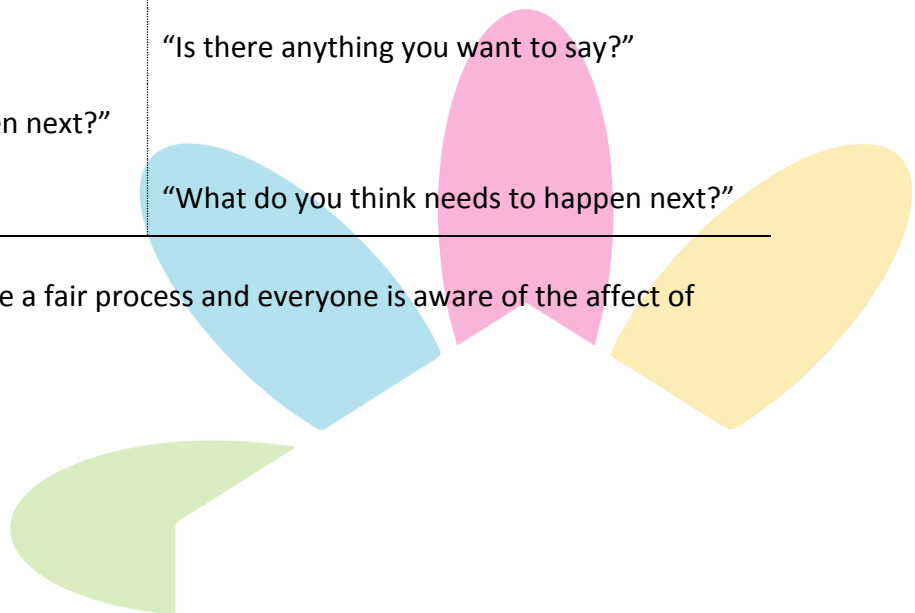 “Is there anything you want to say?”
next?”
“What do you think needs to happen next?”
a fair process and everyone is aware of the affect of